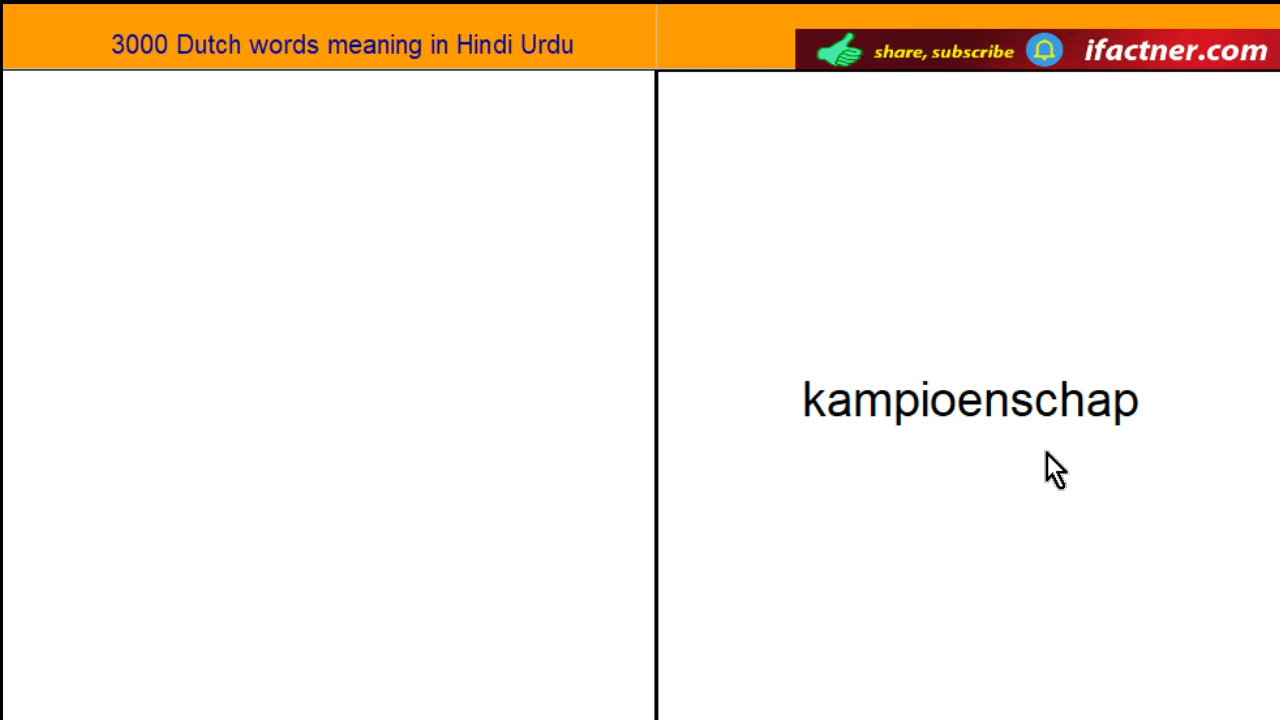 3000 Dutch words meaning in Hindi Urdu
share, subscribe
ifactner.com
kampioenschap